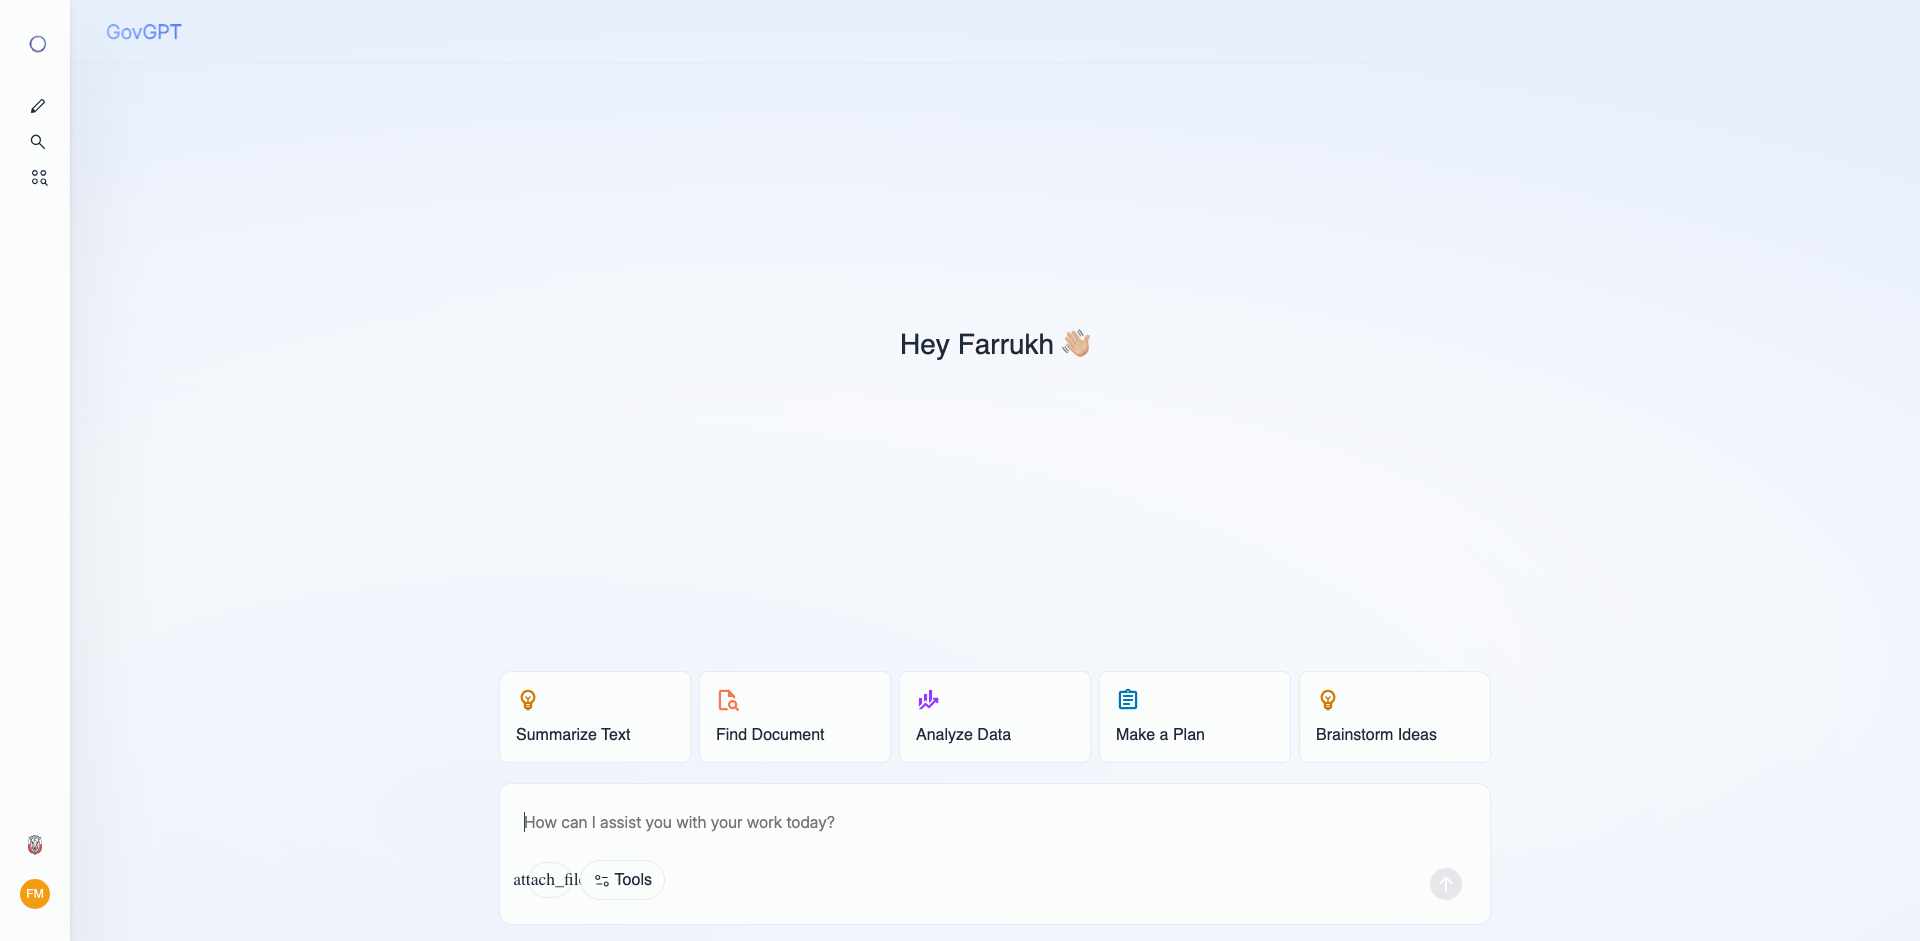 GovGPT
Hey Farrukh 👋🏼
Summarize Text
Find Document
Analyze Data
Make a Plan
Brainstorm Ideas
How can I assist you with your work today?
attach_fil
Tools
FM